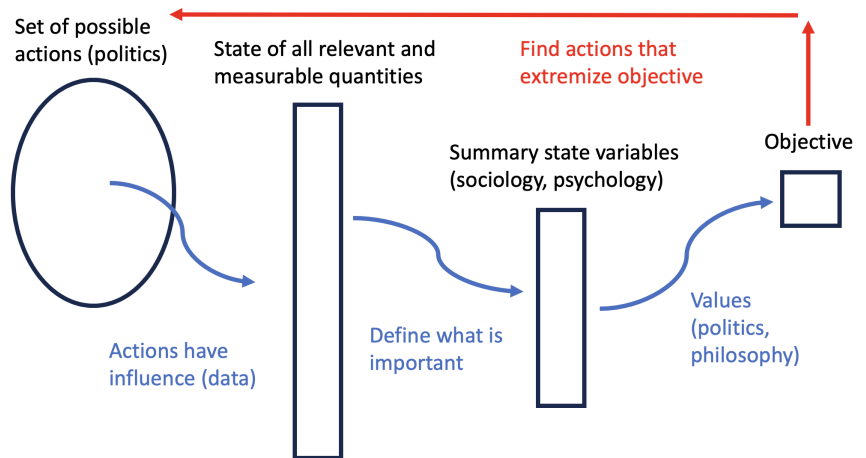 Set of possible
actions (politics)
State of all relevant and
measurable quantities
Find actions that
extremize objective
Summary state variables
(sociology, psychology)
Objective
Actions have
influence (data)
Define what is
important
Values
(politics,
philosophy)